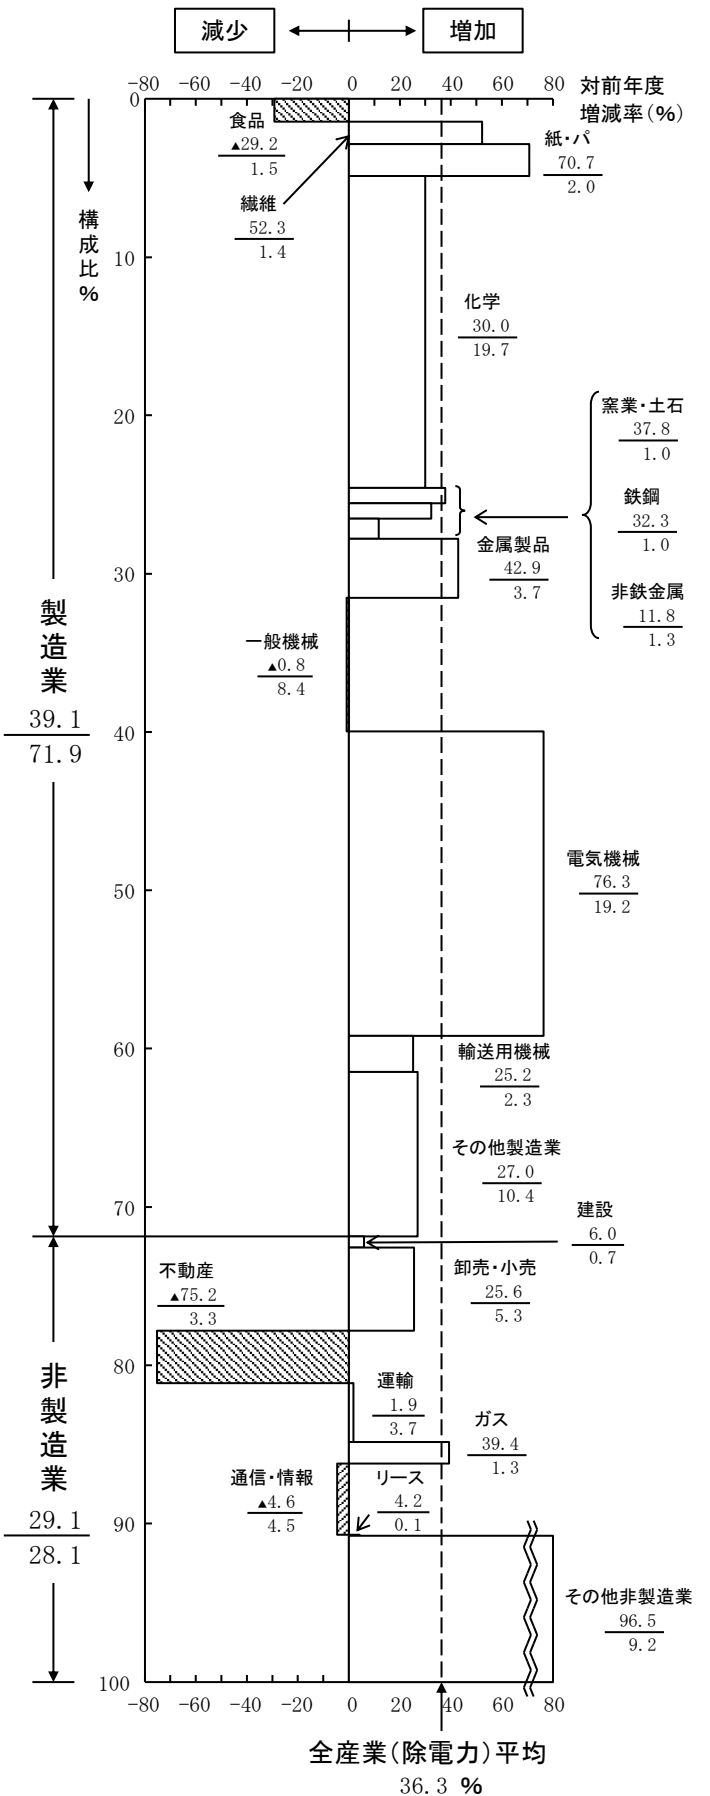 減少
増加
-80 -60 -40 -20 0 20 40 60 80
対前年度
増減率(%)
0
10
20
30
40
50
60
70
80
90
100
構成比%
食品
▲29.2
1.5
繊維
52.3
1.4
紙・パ
70.7
2.0
化学
30.0
19.7
窯業・土石
37.8
1.0
鉄鋼
32.3
1.0
非鉄金属
11.8
1.3
金属製品
42.9
3.7
一般機械
▲0.8
8.4
製造業
39.1
71.9
電気機械
76.3
19.2
輸送用機械
25.2
2.3
その他製造業
27.0
10.4
建設
6.0
0.7
不動産
▲75.2
3.3
卸売・小売
25.6
5.3
運輸
1.9
3.7
ガス
39.4
1.3
非製造業
29.1
28.1
通信・情報
▲4.6
4.5
リース
4.2
0.1
その他非製造業
96.5
9.2
-80 -60 -40 -20 0 20 40 60 80
全産業(除電力)平均
36.3 %